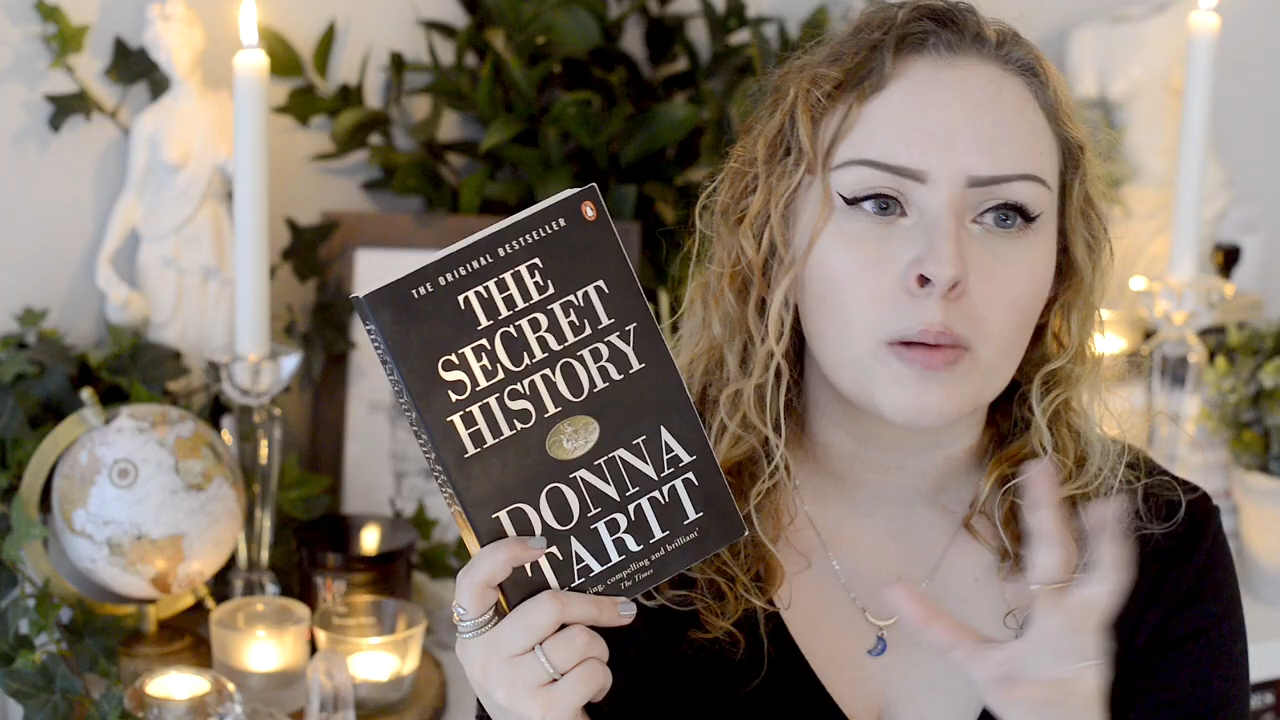 THE ORIGINAL BESTSELLER
THE
SECRET
HISTORY
DONNA
TARTT
compelling and brilliant
The Times